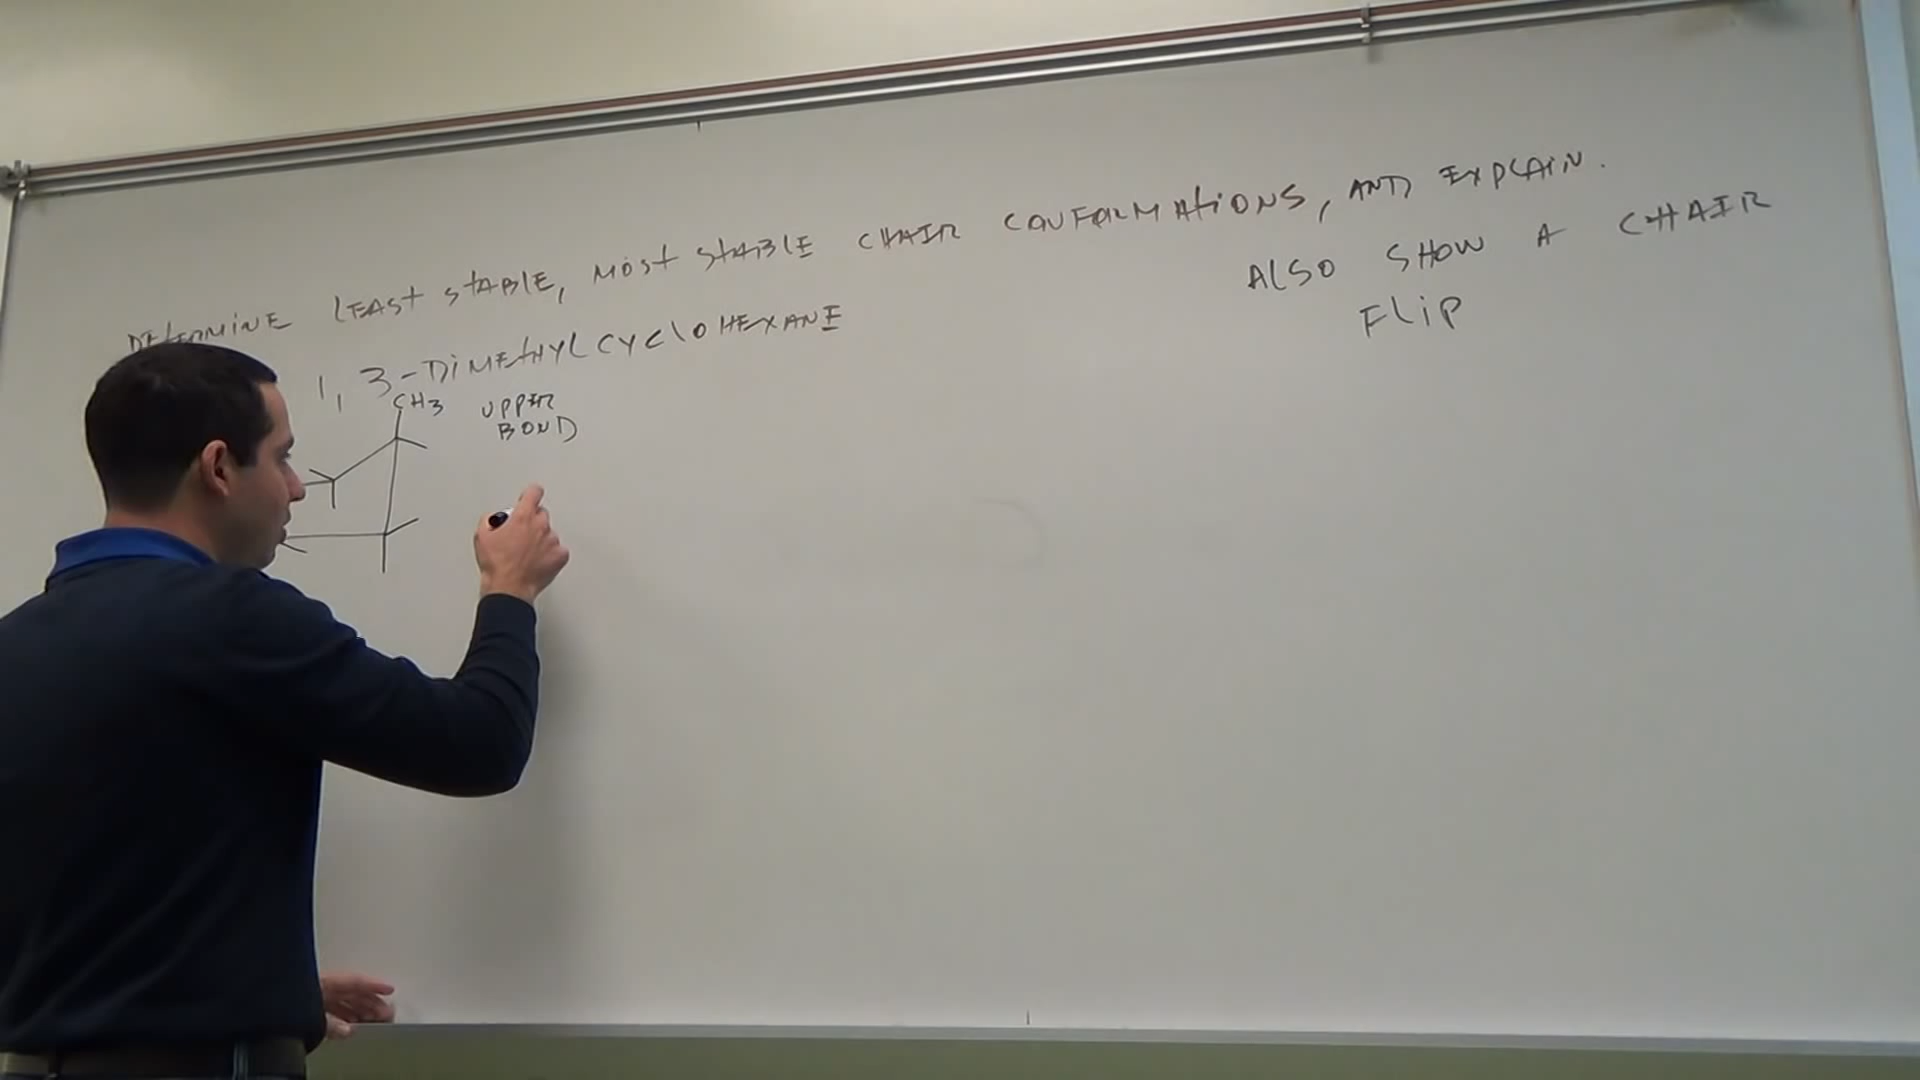 DETERMINE LEAST STABLE, MOST STABLE CHAIR CONFORMATIONS, AND EXPLAIN.
ALSO SHOW A CHAIR
FLIP
1,3-DIMETHYLCYCLOHEXANE
CH3
UPPER
BOND